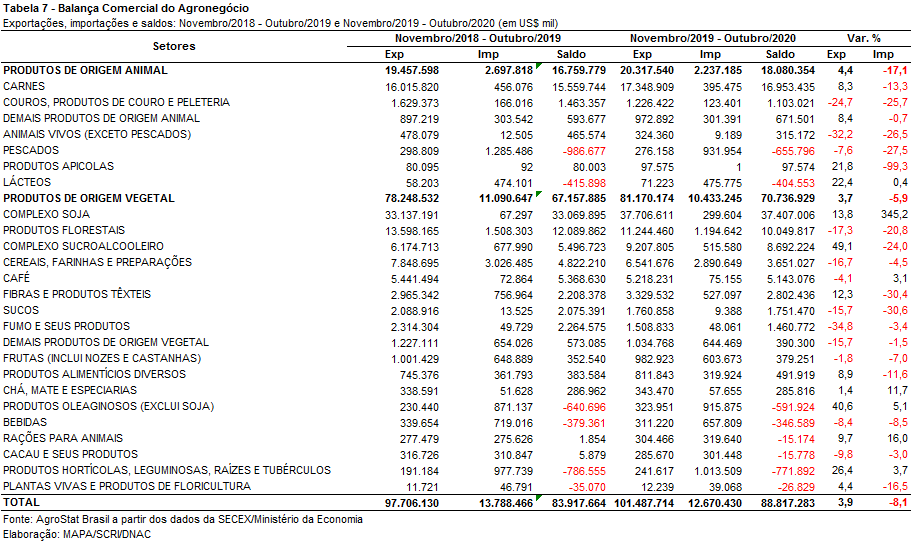 Tabela 7 - Balança Comercial do Agronegócio
Exportações, importações e saldos: Novembro/2018 - Outubro/2019 e Novembro/2019 - Outubro/2020 (em US$ mil)
Setores Novembro/2018 - Outubro/2019 Novembro/2019 - Outubro/2020 Var. %
Exp Imp Saldo Exp Imp Saldo Exp Imp
PRODUTOS DE ORIGEM ANIMAL 19.457.598 2.697.818 16.759.779 20.317.540 2.237.185 18.080.354 4,4 -17,1
CARNES 16.015.820 456.076 15.559.744 17.348.909 395.475 16.953.435 8,3 -13,3
COUROS, PRODUTOS DE COURO E PELETERIA 1.629.373 166.016 1.463.357 1.226.422 123.401 1.103.021 -24,7 -25,7
DEMAIS PRODUTOS DE ORIGEM ANIMAL 897.219 303.542 593.677 972.892 301.391 671.501 8,4 -0,7
ANIMAIS VIVOS (EXCETO PESCADOS) 478.079 12.505 465.574 324.360 9.189 315.172 -32,2 -26,5
PESCADOS 298.809 1.285.486 -986.677 276.158 931.954 -655.796 -7,6 -27,5
PRODUTOS APICOLAS 80.095 92 80.003 97.575 1 97.574 21,8 -99,3
LÁCTEOS 58.203 474.101 -415.898 71.223 475.775 -404.553 22,4 0,4
PRODUTOS DE ORIGEM VEGETAL 78.248.532 11.090.647 67.157.885 81.170.174 10.433.245 70.736.929 3,7 -5,9
COMPLEXO SOJA 33.137.191 67.297 33.069.895 37.706.611 299.604 37.407.006 13,8 345,2
PRODUTOS FLORESTAIS 13.598.165 1.508.303 12.089.862 11.244.460 1.194.642 10.049.817 -17,3 -20,8
COMPLEXO SUCROALCOOLEIRO 6.174.713 677.990 5.496.723 9.207.805 515.580 8.692.224 49,1 -24,0
CEREAIS, FARINHAS E PREPARAÇÕES 7.848.695 3.026.485 4.822.210 6.541.676 2.890.649 3.651.027 -16,7 -4,5
CAFÉ 5.441.494 72.864 5.368.630 5.218.231 75.155 5.143.076 -4,1 3,1
FIBRAS E PRODUTOS TÊXTEIS 2.965.342 756.964 2.208.378 3.329.532 527.097 2.802.436 12,3 -30,4
SUCOS 2.088.916 13.525 2.075.391 1.760.858 9.388 1.751.470 -15,7 -30,6
FUMO E SEUS PRODUTOS 2.314.304 49.729 2.264.575 1.508.833 48.061 1.460.772 -34,8 -3,4
DEMAIS PRODUTOS DE ORIGEM VEGETAL 1.227.111 654.026 573.085 1.034.768 644.469 390.300 -15,7 -1,5
FRUTAS (INCLUI NOZES E CASTANHAS) 1.001.429 648.889 352.540 982.923 603.673 379.251 -1,8 -7,0
PRODUTOS ALIMENTÍCIOS DIVERSOS 745.376 361.793 383.584 811.843 319.924 491.919 8,9 -11,6
CHÁ, MATE E ESPECIARIAS 338.591 51.628 286.962 343.470 57.655 285.816 1,4 11,7
PRODUTOS OLEAGINOSOS (EXCLUI SOJA) 230.440 871.137 -640.696 323.951 915.875 -591.924 40,6 5,1
BEBIDAS 339.654 719.016 -379.361 311.220 657.809 -346.589 -8,4 -8,5
RAÇÕES PARA ANIMAIS 277.479 275.626 1.854 304.466 319.640 -15.174 9,7 16,0
CACAU E SEUS PRODUTOS 316.726 310.847 5.879 285.670 301.448 -15.778 -9,8 -3,0
PRODUTOS HORTÍCOLAS, LEGUMINOSAS, RAÍZES E TUBÉRCULOS 191.184 977.739 -786.555 241.617 1.013.509 -771.892 26,4 3,7
PLANTAS VIVAS E PRODUTOS DE FLORICULTURA 11.721 46.791 -35.070 12.239 39.068 -26.829 4,4 -16,5
TOTAL 97.706.130 13.788.466 83.917.664 101.487.714 12.670.430 88.817.283 3,9 -8,1
Fonte: AgroStat Brasil a partir dos dados da SECEX/Ministério da Economia
Elaboração: MAPA/SCRI/DNAC